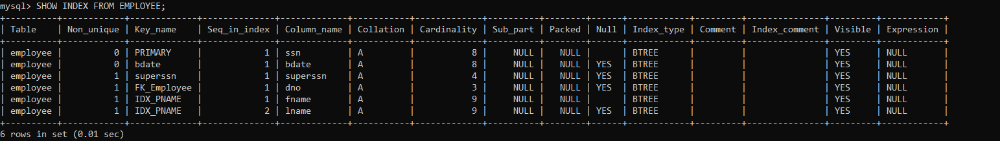 mysql> SHOW INDEX FROM EMPLOYEE;
+----------+------------+-------------+--------------+-------------+-----------+-------------+----------+--------+------+------------+---------+---------------+---------+------------+
| Table    | Non_unique | Key_name    | Seq_in_index | Column_name | Collation | Cardinality | Sub_part | Packed | Null | Index_type | Comment | Index_comment | Visible | Expression |
+----------+------------+-------------+--------------+-------------+-----------+-------------+----------+--------+------+------------+---------+---------------+---------+------------+
| employee |          0 | PRIMARY     |            1 | ssn         | A         |           8 |     NULL |   NULL |      | BTREE      |         |               | YES     | NULL       |
| employee |          0 | bdate       |            1 | bdate       | A         |           8 |     NULL |   NULL | YES  | BTREE      |         |               | YES     | NULL       |
| employee |          1 | superssn    |            1 | superssn    | A         |           4 |     NULL |   NULL | YES  | BTREE      |         |               | YES     | NULL       |
| employee |          1 | FK_Employee |            1 | dno         | A         |           3 |     NULL |   NULL | YES  | BTREE      |         |               | YES     | NULL       |
| employee |          1 | IDX_PNAME   |            1 | fname       | A         |           9 |     NULL |   NULL |      | BTREE      |         |               | YES     | NULL       |
| employee |          1 | IDX_PNAME   |            2 | lname       | A         |           9 |     NULL |   NULL | YES  | BTREE      |         |               | YES     | NULL       |
+----------+------------+-------------+--------------+-------------+-----------+-------------+----------+--------+------+------------+---------+---------------+---------+------------+
6 rows in set (0.01 sec)